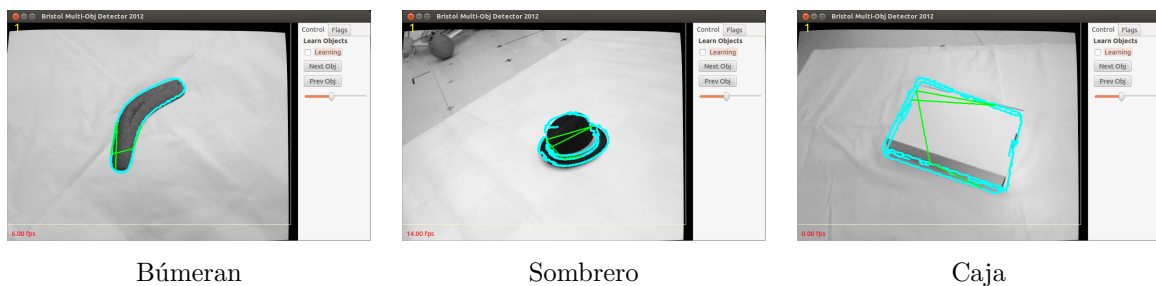 Bristol Multi-Obj Detector 2012
1
Control Flags
Learn Objects
Learning
Next Obj
Prev Obj
6.00 fps
Búmeran
Bristol Multi-Obj Detector 2012
1
Control Flags
Learn Objects
Learning
Next Obj
Prev Obj
14.00 fps
Sombrero
Bristol Multi-Obj Detector 2012
1
Control Flags
Learn Objects
Learning
Next Obj
Prev Obj
0.00 fps
Caja